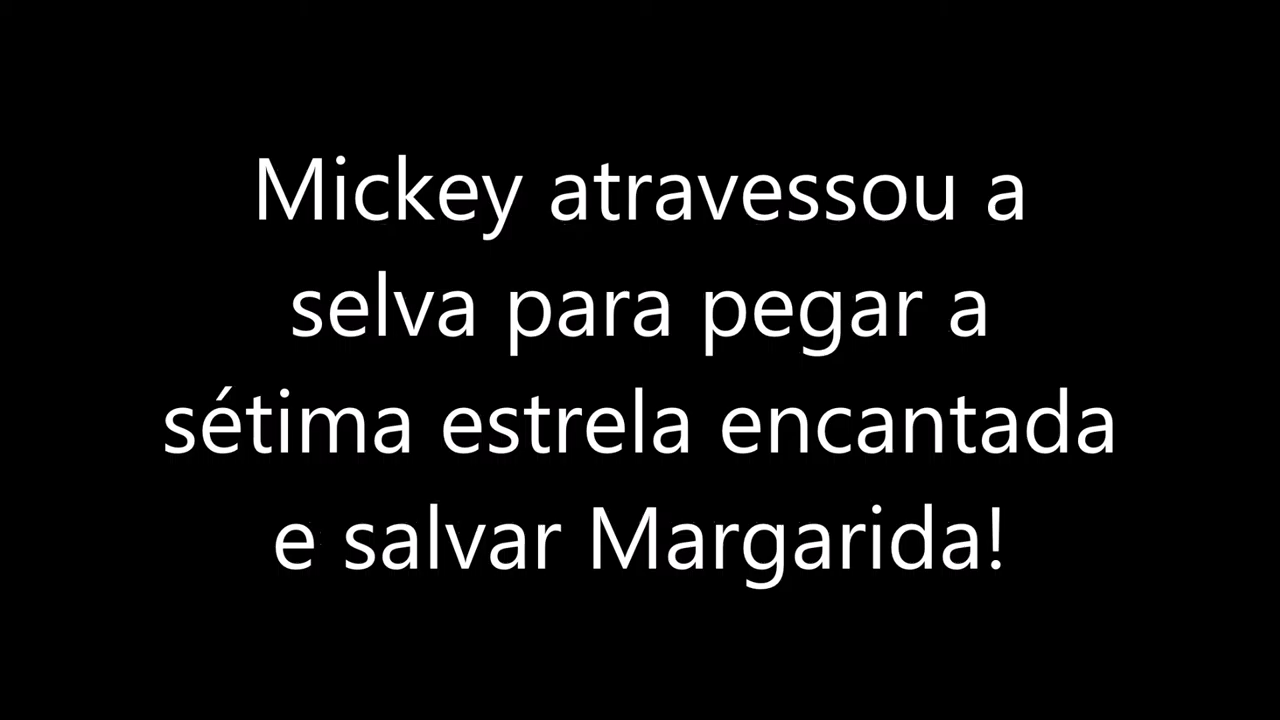 Mickey atravessou a
selva para pegar a
sétima estrela encantada
e salvar Margarida!